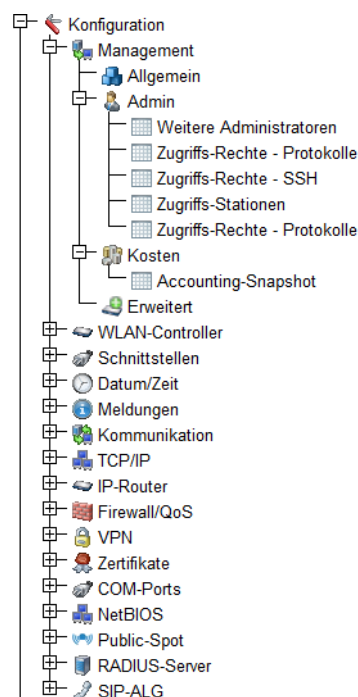 Konfiguration
Management
Allgemein
Admin
Weitere Administratoren
Zugriffs-Rechte - Protokolle
Zugriffs-Rechte - SSH
Zugriffs-Stationen
Zugriffs-Rechte - Protokolle
Kosten
Accounting-Snapshot
Erweitert
WLAN-Controller
Schnittstellen
Datum/Zeit
Meldungen
Kommunikation
TCP/IP
IP-Router
Firewall/QoS
VPN
Zertifikate
COM-Ports
NetBIOS
Public-Spot
RADIUS-Server
SIP-ALG